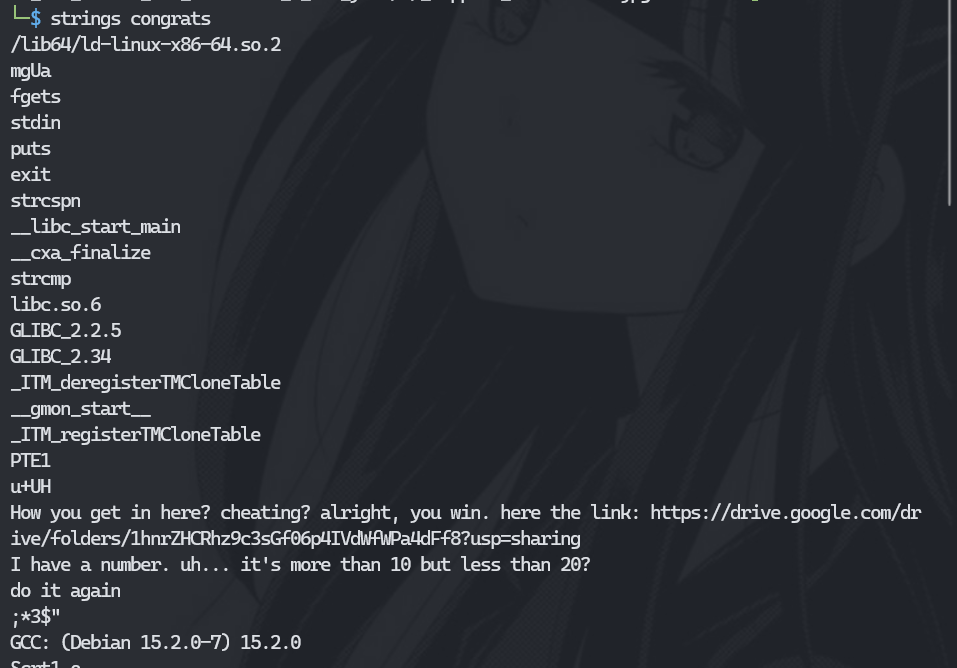 └─$ strings congrats
/lib64/ld-linux-x86-64.so.2
mgUa
fgets
stdin
puts
exit
strcspn
__libc_start_main
__cxa_finalize
strcmp
libc.so.6
GLIBC_2.2.5
GLIBC_2.34
_ITM_deregisterTMCloneTable
__gmon_start__
_ITM_registerTMCloneTable
PTE1
u+UH
How you get in here? cheating? alright, you win. here the link: https://drive.google.com/dr
ive/folders/1hnrZHCRhz9c3sGf06p4IVdWfWPa4dFf8?usp=sharing
I have a number. uh... it's more than 10 but less than 20?
do it again
;*3$"
GCC: (Debian 15.2.0-7) 15.2.0